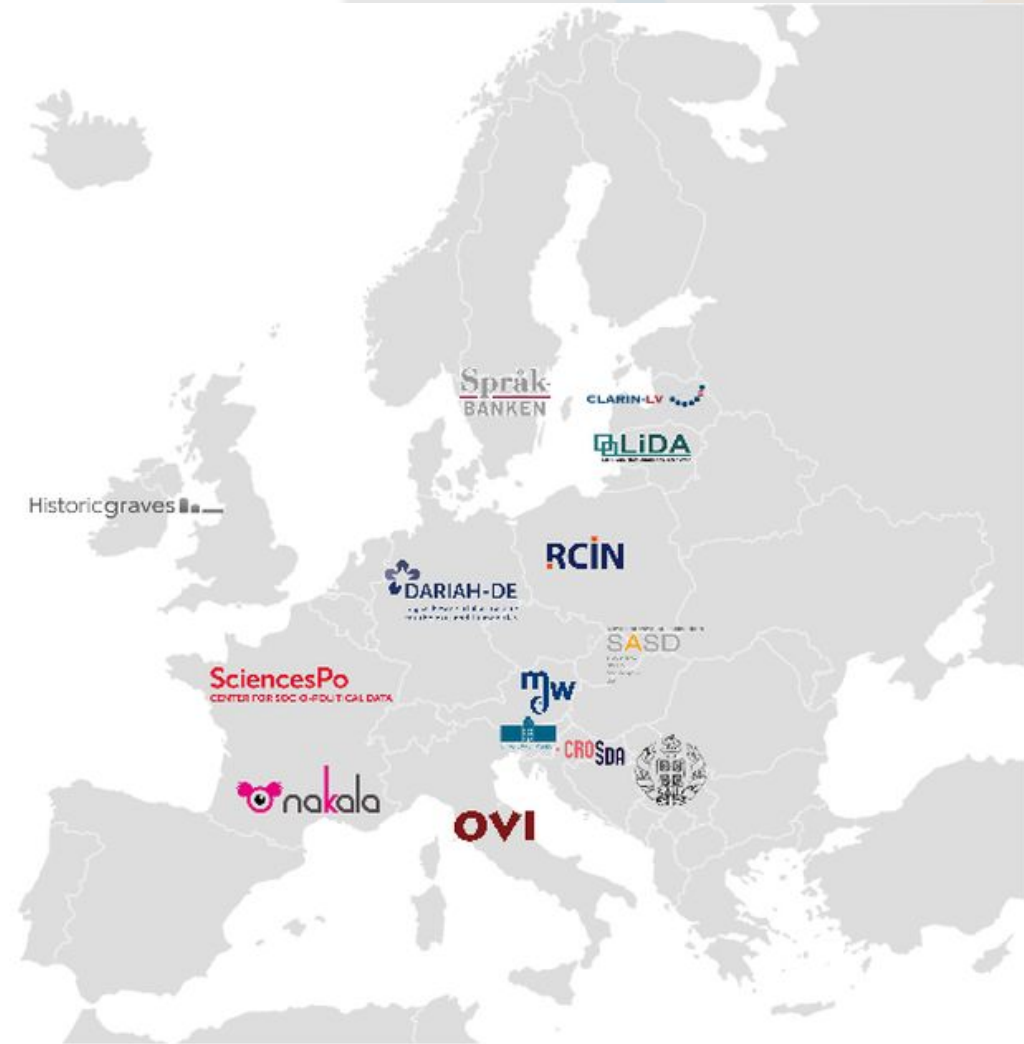 Språk-
BANKEN
CLARIN-LV
LiDA
Historicgraves
RCIN
DARIAH-DE
SASD
SciencesPo
CENTER FOR SOCIO-POLITICAL DATA
mdw
CROSSDA
nakala
OVI